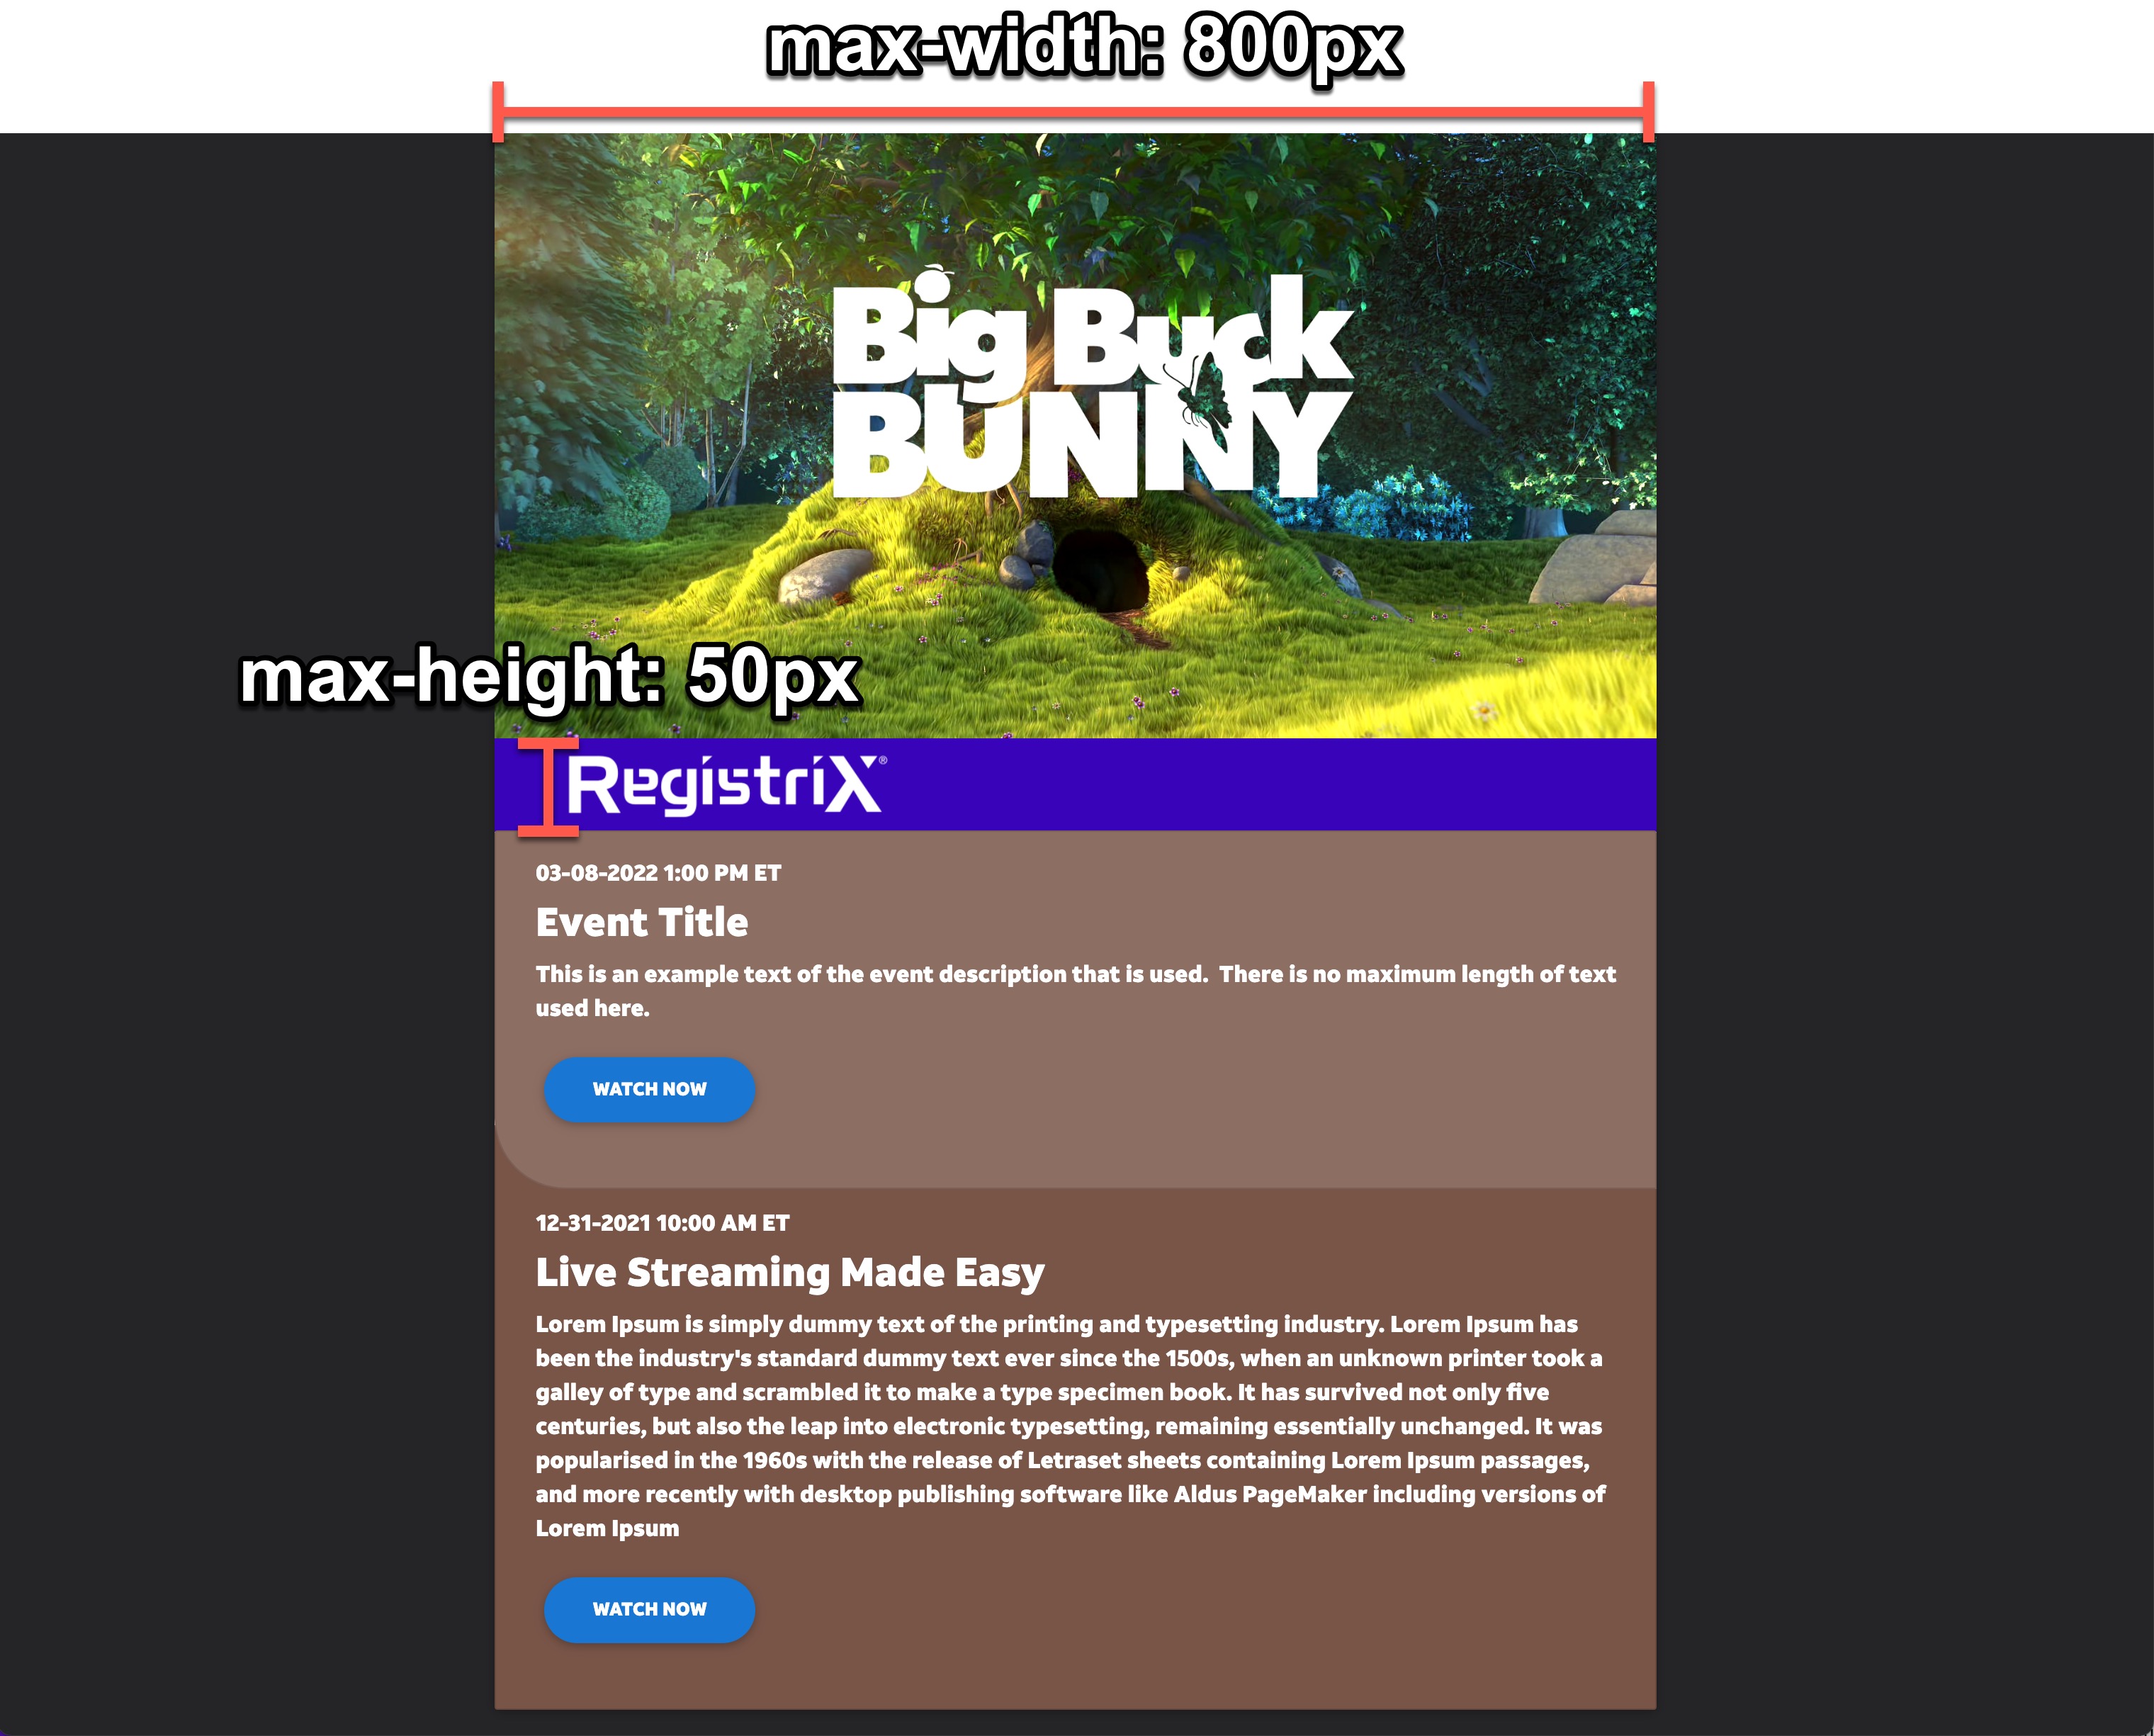 max-width: 800px
Big Buck
BUNNY
max-height: 50px
RegistriX®
03-08-2022 1:00 PM ET
Event Title
This is an example text of the event description that is used.  There is no maximum length of text
used here.
WATCH NOW
12-31-2021 10:00 AM ET
Live Streaming Made Easy
Lorem Ipsum is simply dummy text of the printing and typesetting industry. Lorem Ipsum has
been the industry's standard dummy text ever since the 1500s, when an unknown printer took a
galley of type and scrambled it to make a type specimen book. It has survived not only five
centuries, but also the leap into electronic typesetting, remaining essentially unchanged. It was
popularised in the 1960s with the release of Letraset sheets containing Lorem Ipsum passages,
and more recently with desktop publishing software like Aldus PageMaker including versions of
Lorem Ipsum
WATCH NOW